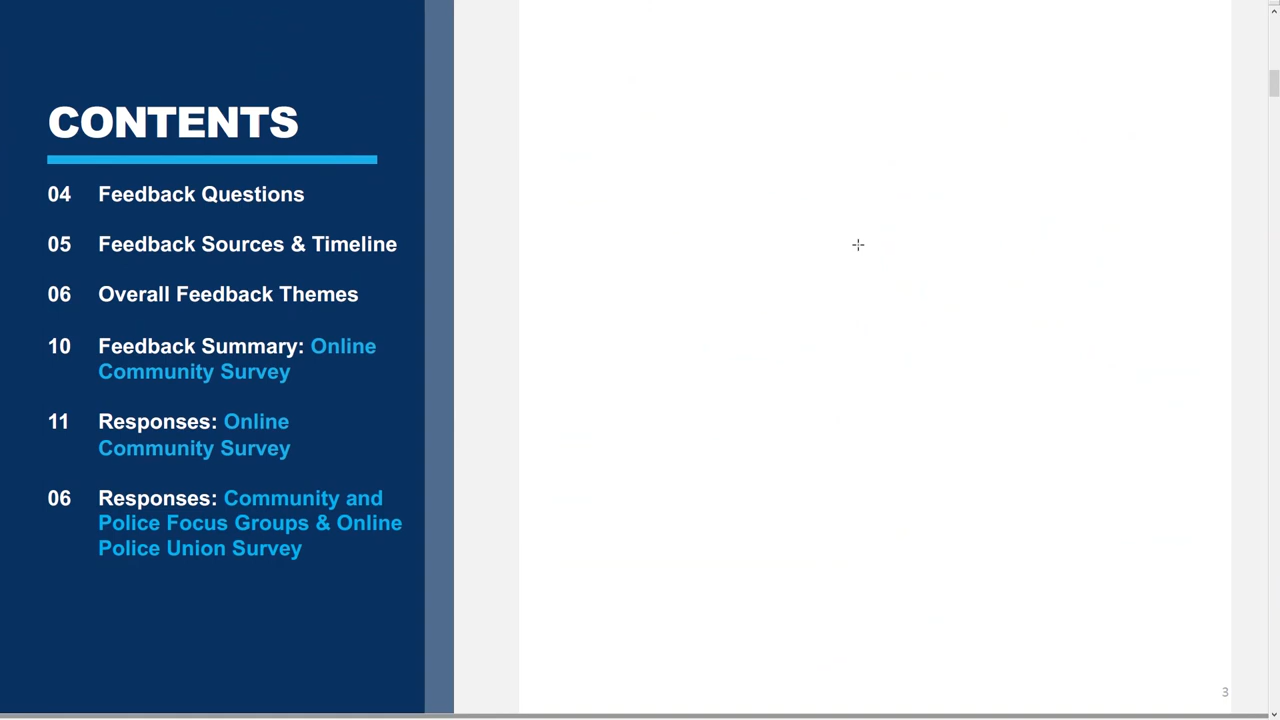 CONTENTS
04 Feedback Questions
05 Feedback Sources & Timeline
06 Overall Feedback Themes
10 Feedback Summary: Online
Community Survey
11 Responses: Online
Community Survey
06 Responses: Community and
Police Focus Groups & Online
Police Union Survey
3